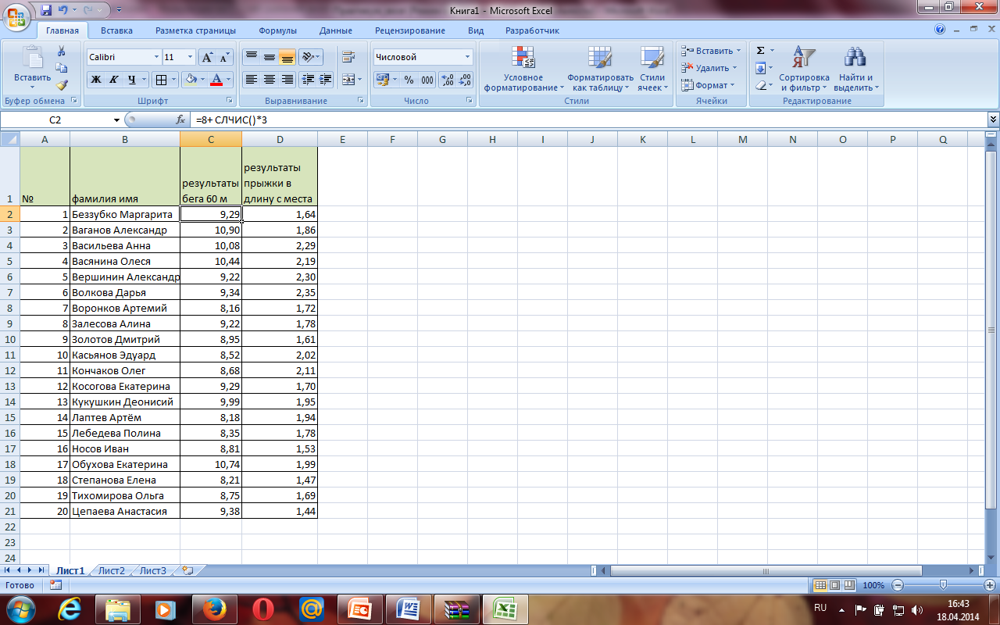 Книга1 - Microsoft Excel
Главная Вставка Разметка страницы Формулы Данные Рецензирование Вид Разработчик
Вставить
Буфер обмена
Calibri 11
Ж К Ч
Шрифт
Выравнивание
Числовой
% 000
Число
Условное форматирование
Форматировать как таблицу
Стили ячеек
Стили
Вставить
Удалить
Формат
Ячейки
Σ
Сортировка и фильтр
Найти и выделить
Редактирование
C2 fx =8+ СЛЧИС()*3
A B C D E F G H I J K L M N O P Q
1 № фамилия имя результаты бега 60 м результаты прыжки в длину с места
2 1 Беззубко Маргарита 9,29 1,64
3 2 Ваганов Александр 10,90 1,86
4 3 Васильева Анна 10,08 2,29
5 4 Васянина Олеся 10,44 2,19
6 5 Вершинин Александр 9,22 2,30
7 6 Волкова Дарья 9,34 2,35
8 7 Воронков Артемий 8,16 1,72
9 8 Залесова Алина 9,22 1,78
10 9 Золотов Дмитрий 8,95 1,61
11 10 Касьянов Эдуард 8,52 2,02
12 11 Кончаков Олег 8,68 2,11
13 12 Косогова Екатерина 9,29 1,70
14 13 Кукушкин Деонисий 9,99 1,95
15 14 Лаптев Артём 8,18 1,94
16 15 Лебедева Полина 8,35 1,78
17 16 Носов Иван 8,81 1,53
18 17 Обухова Екатерина 10,74 1,99
19 18 Степанова Елена 8,21 1,47
20 19 Тихомирова Ольга 8,75 1,69
21 20 Цепаева Анастасия 9,38 1,44
22
23
24
Лист1 Лист2 Лист3
Готово 100%
RU 16:43
18.04.2014